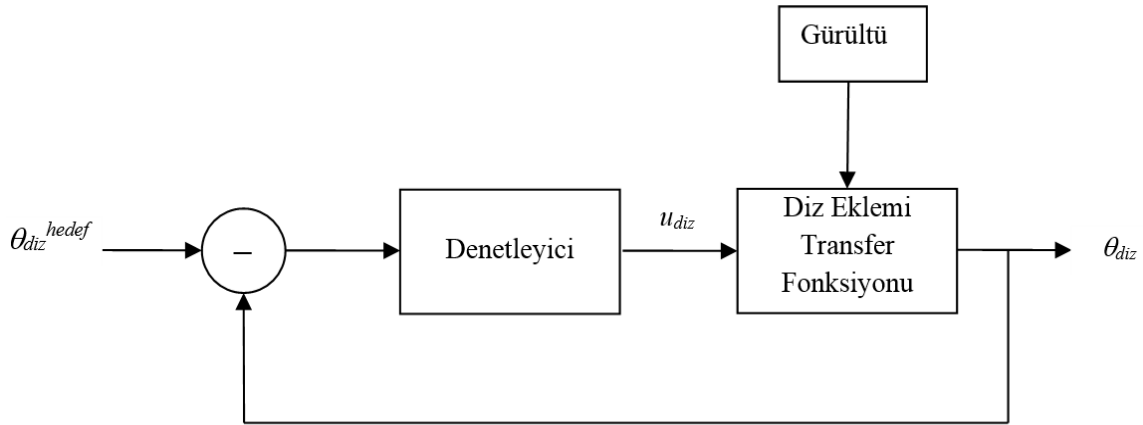 Gürültü
θdiz^hedef
−
Denetleyici
udiz
Diz Eklemi
Transfer
Fonksiyonu
θdiz